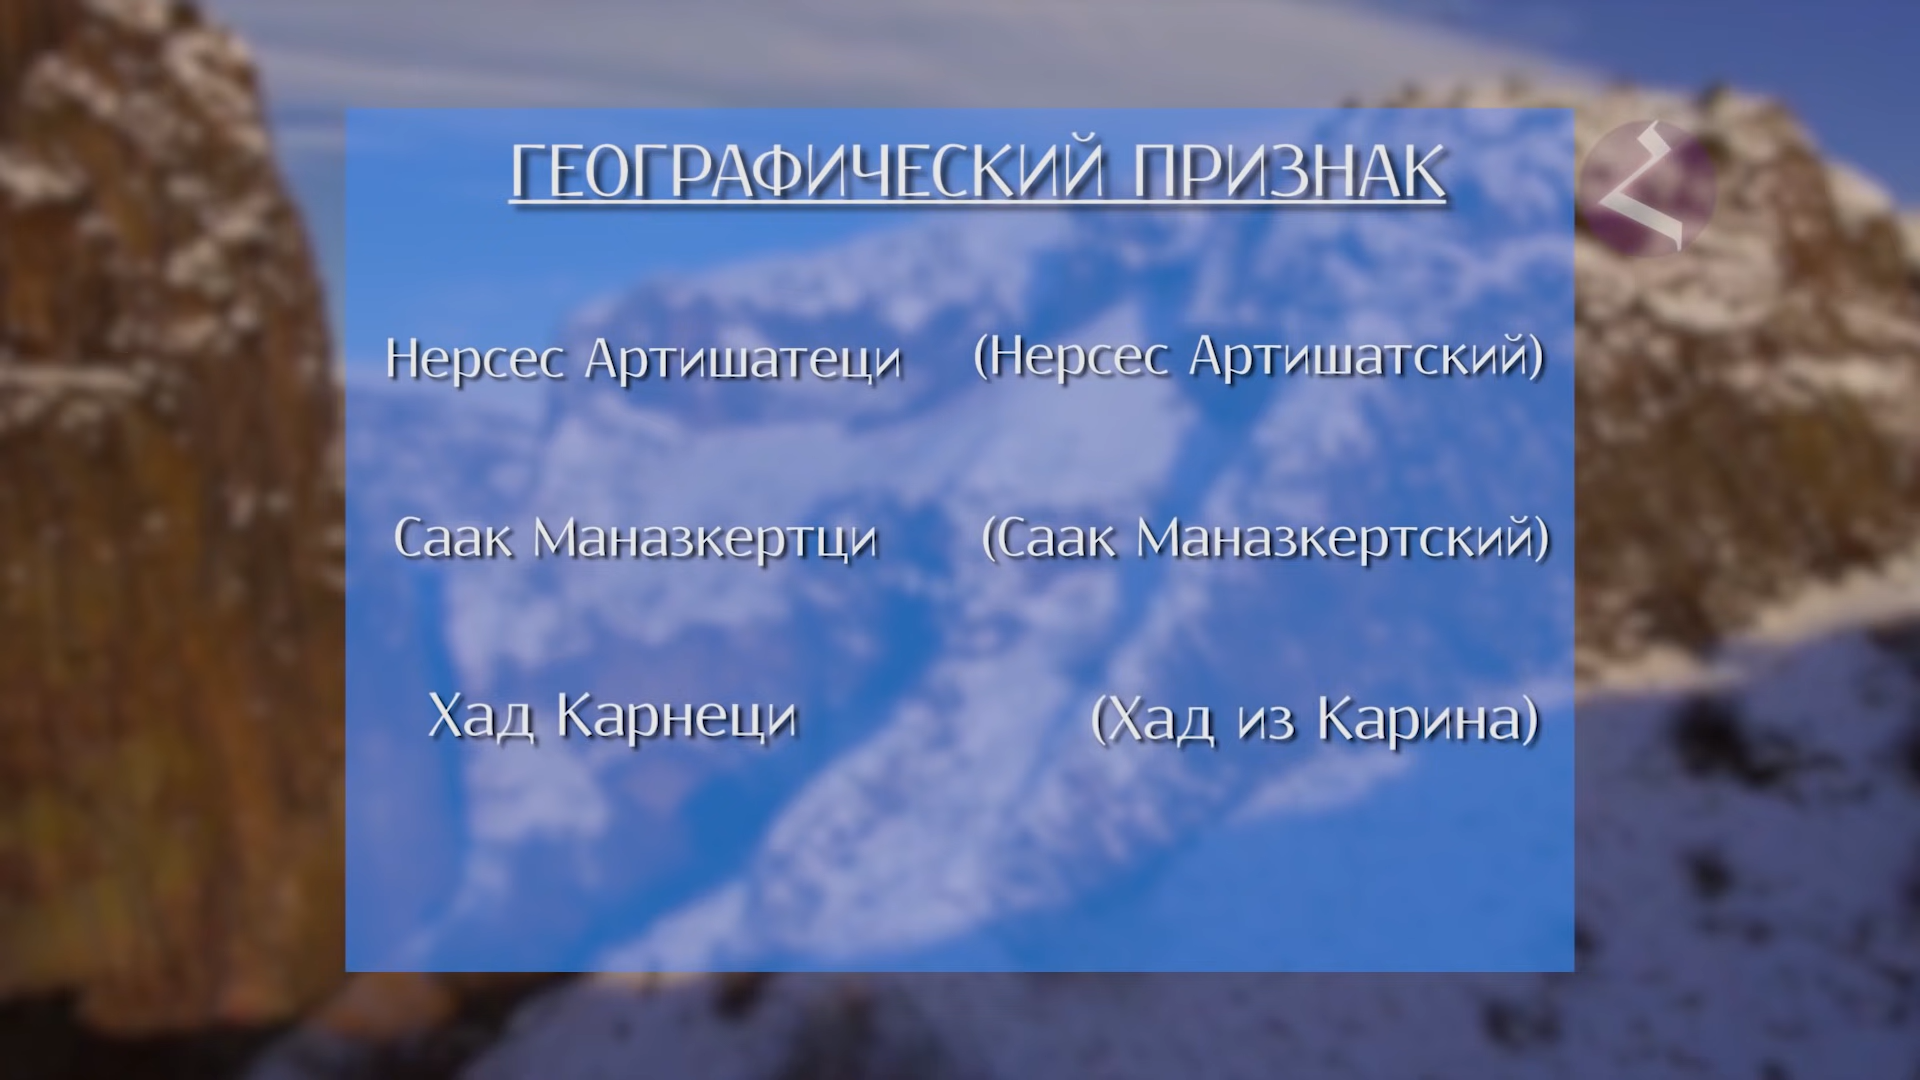 ГЕОГРАФИЧЕСКИЙ ПРИЗНАК
Нерсес Артишатеци (Нерсес Артишатский)
Саак Маназкертци (Саак Маназкертский)
Хад Карнеци (Хад из Карина)